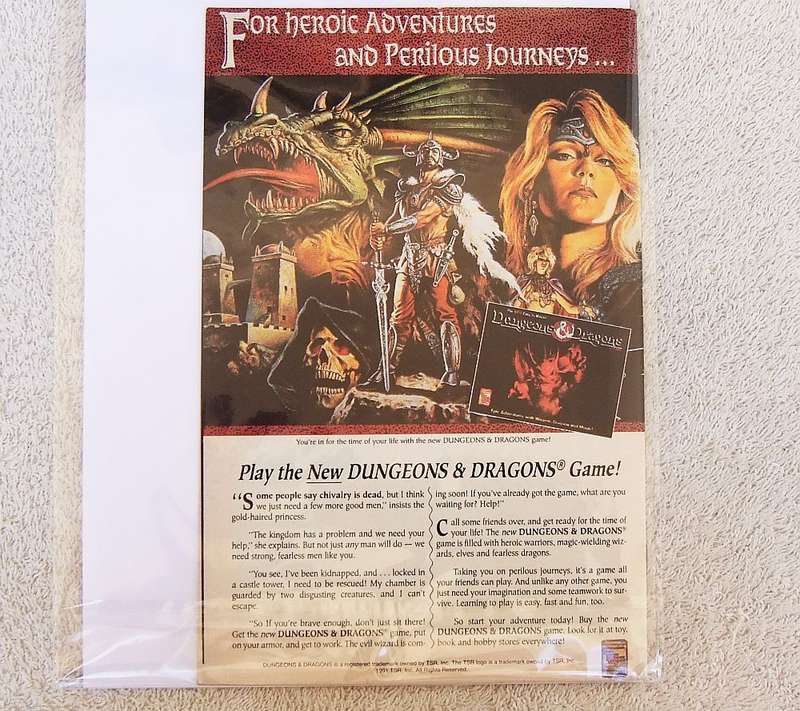 For heroic Adventures
and Perilous Journeys ...
Dungeons & Dragons
You're in for the time of your life with the new DUNGEONS & DRAGONS game!
Play the New DUNGEONS & DRAGONS® Game!
"Some people say chivalry is dead, but I think
we just need a few more good men," insists the
gold-haired princess.
"The kingdom has a problem and we need your
help," she explains. But not just any man will do — we
need strong, fearless men like you.
"You see, I've been kidnapped, and . . . locked in
a castle tower, I need to be rescued! My chamber is
guarded by two disgusting creatures, and I can't
escape.
"So if you're brave enough, don't just sit there!
Get the new DUNGEONS & DRAGONS® game, put
on your armor, and get to work. The evil wizard is com-
ing soon! If you've already got the game, what are you
waiting for? Help!"
Call some friends over, and get ready for the time of
your life! The new DUNGEONS & DRAGONS®
game is filled with heroic warriors, magic-wielding wiz-
ards, elves and fearless dragons.
Taking you on perilous journeys, it's a game all
your friends can play. And unlike any other game, you
just need your imagination and some teamwork to sur-
vive. Learning to play is easy, fast and fun, too.
So start your adventure today! Buy the new
DUNGEONS & DRAGONS game. Look for it at toy,
book and hobby stores everywhere!
DUNGEONS & DRAGONS is a registered trademark owned by TSR, Inc. The TSR logo is a trademark owned by TSR, Inc.
1991 TSR, Inc. All Rights Reserved.